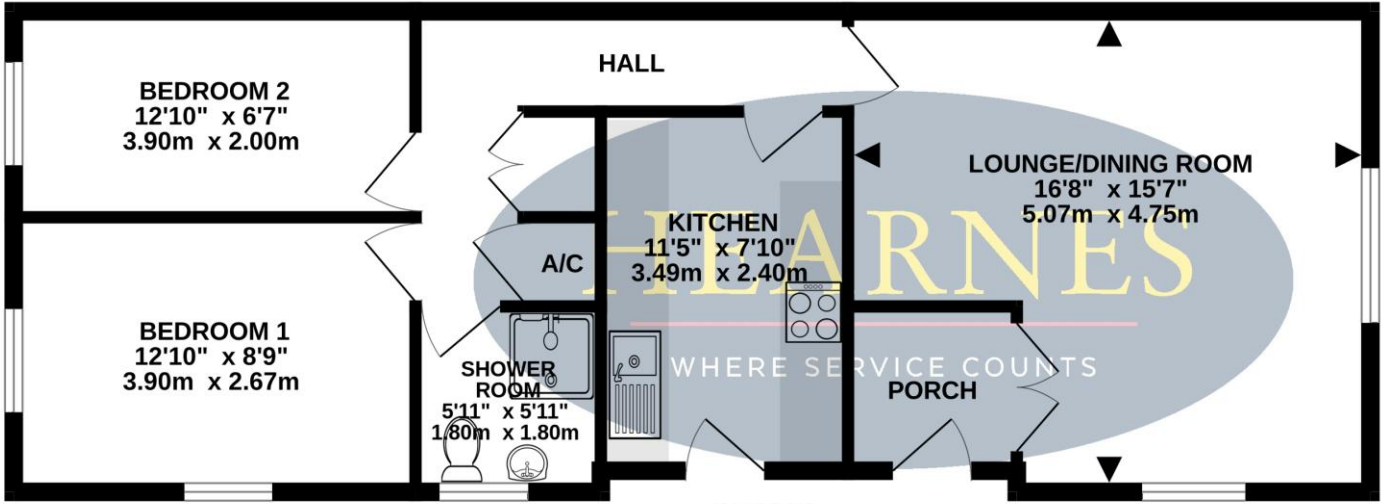 HALL
BEDROOM 2
12'10" x 6'7"
3.90m x 2.00m
LOUNGE/DINING ROOM
16'8" x 15'7"
5.07m x 4.75m
KITCHEN
11'5" x 7'10"
3.49m x 2.40m
HEARNES
A/C
BEDROOM 1
12'10" x 8'9"
3.90m x 2.67m
SHOWER
ROOM
5'11" x 5'11"
1.80m x 1.80m
WHERE SERVICE COUNTS
PORCH